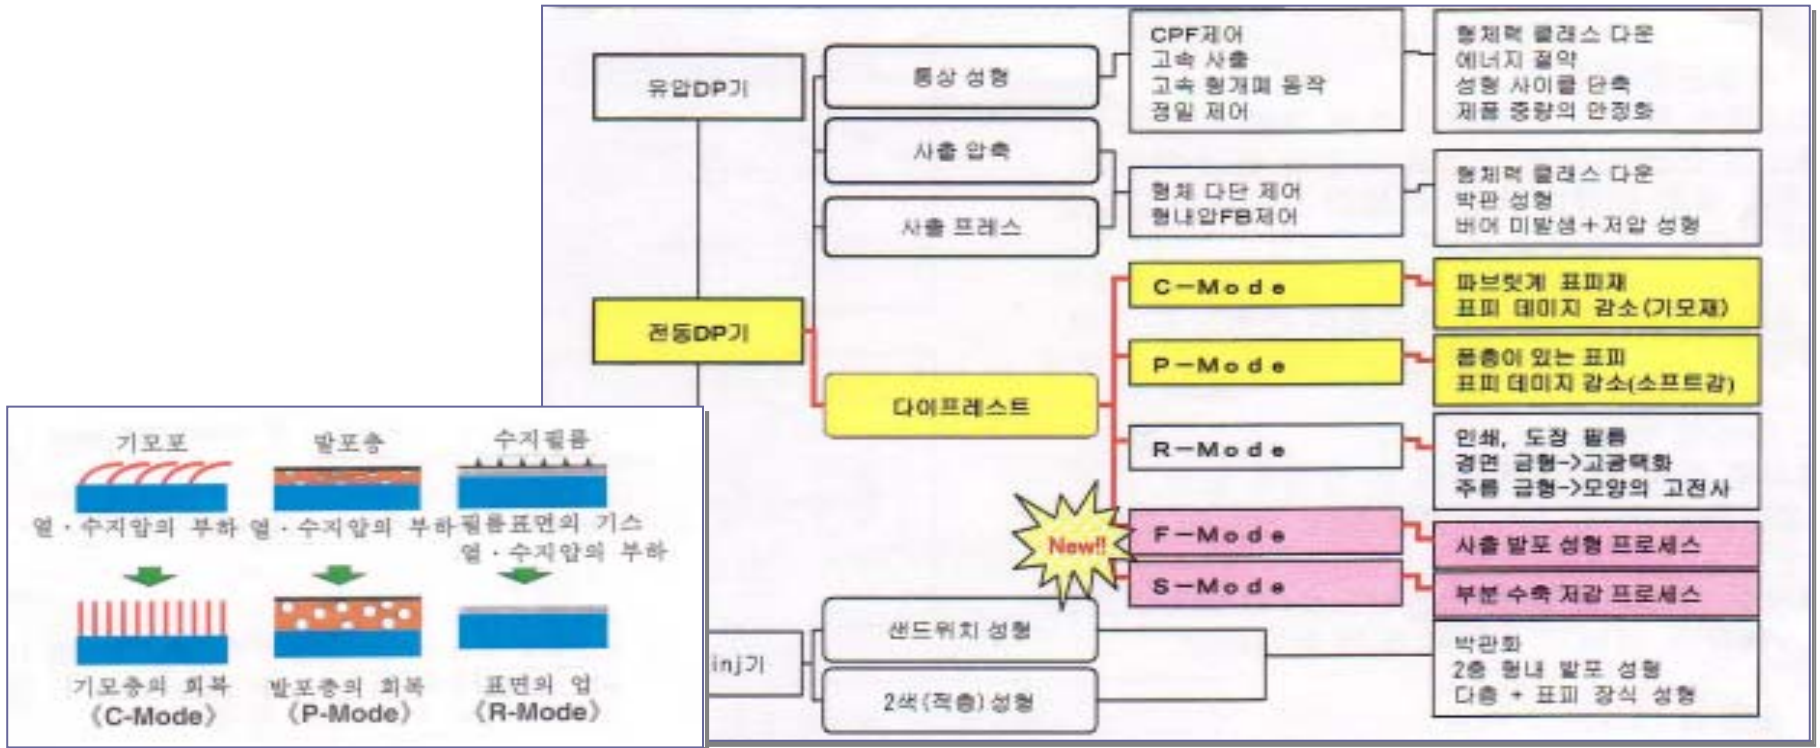 유압DP기
전동DP기
inj기
통상 성형
사출 압축
사출 프레스
다이프레스트
샌드위치 성형
2색(적층) 성형
CPF제어
고속 사출
고속 형개폐 동작
정밀 제어
형체력 클래스 다운
에너지 절약
성형 사이클 단축
제품 중량의 안정화
형체 다단 제어
형내압FB제어
형체력 클래스 다운
박판 성형
버어 미발생+저압 성형
C-Mode
파브릿계 표피재
표피 데미지 감소(기모재)
P-Mode
폼층이 있는 표피
표피 데미지 감소(소프트감)
R-Mode
인쇄, 도장 필름
경면 금형->고광택화
주름 금형->모양의 고전사
New!!
F-Mode
사출 발포 성형 프로세스
S-Mode
부분 수축 저감 프로세스
박판화
2층 형내 발포 성형
다층 + 표피 장식 성형
기모포
열·수지압의 부하
기모층의 회복
《C-Mode》
발포층
열·수지압의 부하
발포층의 회복
《P-Mode》
수지필름
필름표면의 기스
열·수지압의 부하
표면의 업
《R-Mode》